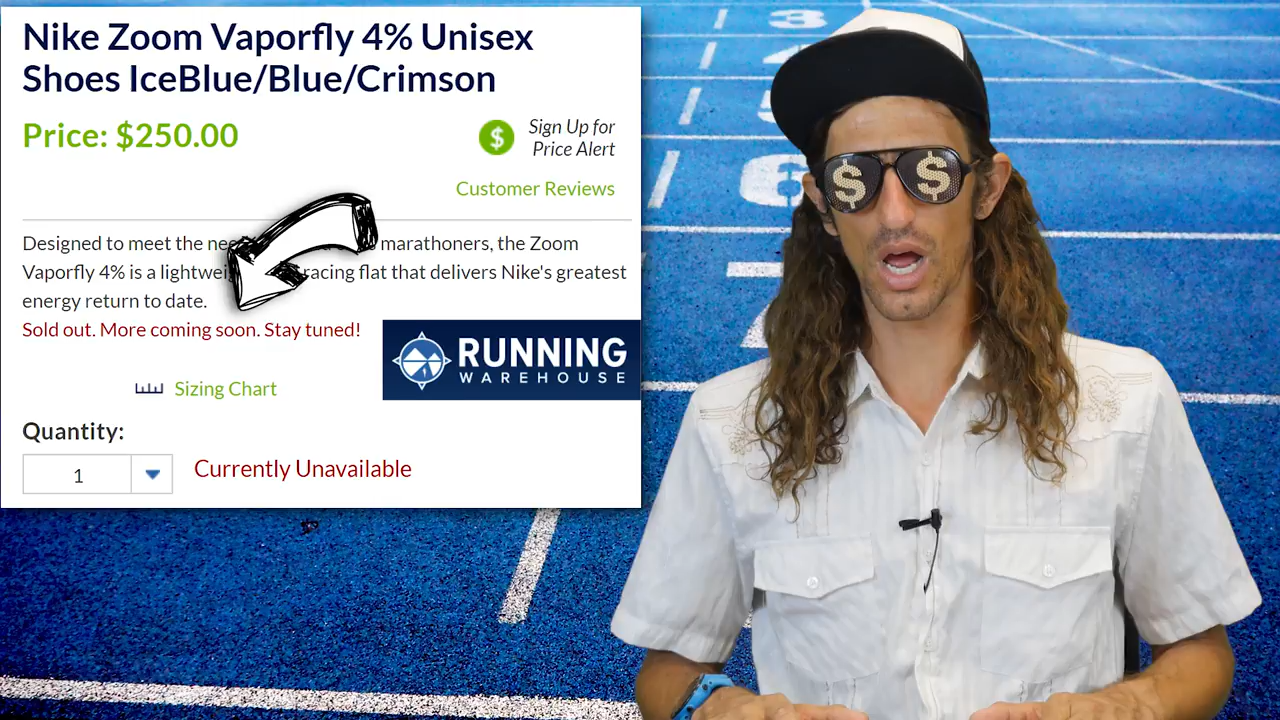 Nike Zoom Vaporfly 4% Unisex
Shoes IceBlue/Blue/Crimson
Price: $250.00
$
Sign Up for
Price Alert
Customer Reviews
Designed to meet the marathoners, the Zoom
Vaporfly 4% is a racing flat that delivers Nike's greatest
energy return to date.
Sold out. More coming soon. Stay tuned!
RUNNING
WAREHOUSE
Sizing Chart
Quantity:
1
Currently Unavailable
3
5
6
$ $